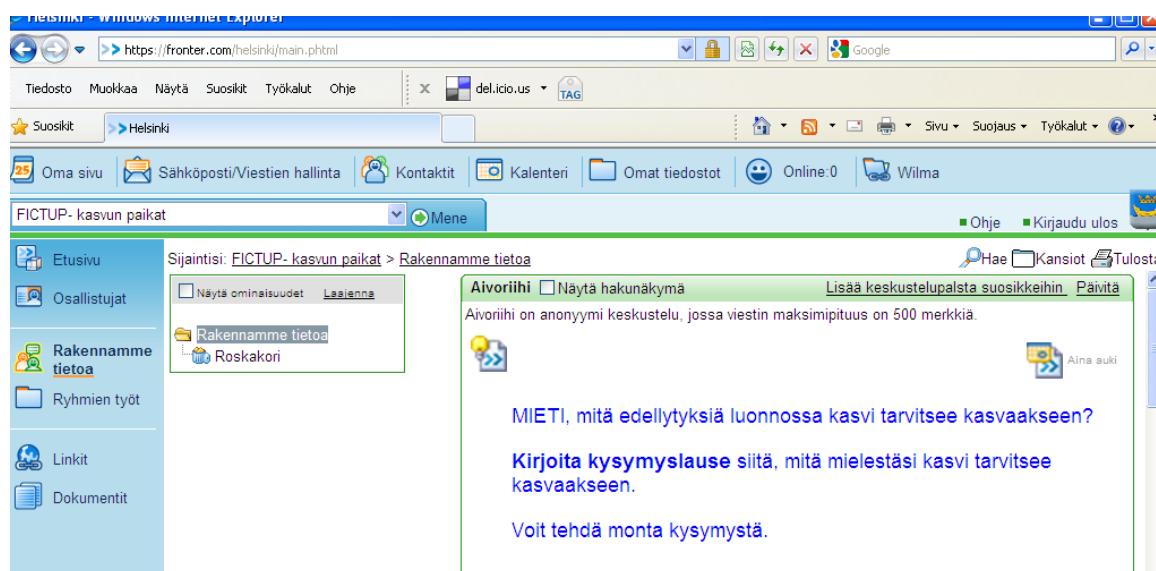 Helsinki - Windows Internet Explorer
https://fronter.com/helsinki/main.phtml
Google
Tiedosto Muokkaa Näytä Suosikit Työkalut Ohje x del.icio.us TAG
Suosikit >> Helsinki Sivu Suojaus Työkalut
25 Oma sivu Sähköposti/Viestien hallinta Kontaktit Kalenteri Omat tiedostot Online:0 Wilma
FICTUP- kasvun paikat Mene
Ohje Kirjaudu ulos
Etusivu
Osallistujat
Rakennamme
tietoa
Ryhmien työt
Linkit
Dokumentit
Sijaintisi: FICTUP- kasvun paikat > Rakennamme tietoa
Hae Kansiot Tulosta
Näytä ominaisuudet Laajenna
Rakennamme tietoa
Roskakori
Aivoriihi Näytä hakunäkymä Lisää keskustelupalsta suosikkeihin Päivitä
Aivoriihi on anonyymi keskustelu, jossa viestin maksimipituus on 500 merkkiä.
Aina auki
MIETI, mitä edellytyksiä luonnossa kasvi tarvitsee kasvaakseen?
Kirjoita kysymyslause siitä, mitä mielestäsi kasvi tarvitsee
kasvaakseen.
Voit tehdä monta kysymystä.